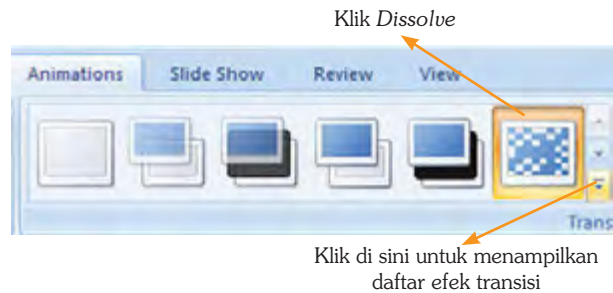 Klik Dissolve
Animations Slide Show Review View
Trans
Klik di sini untuk menampilkan
daftar efek transisi